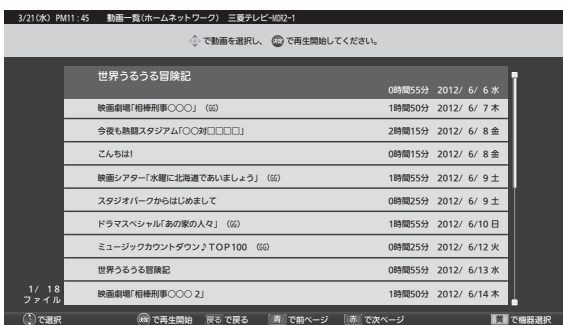 3/21(水) PM11:45 動画一覧(ホームネットワーク) 三菱テレビ-MDR2-1
で動画を選択し、 決定 で再生開始してください。
世界うるうる冒険記
0時間55分 2012/ 6/ 6 水
映画劇場「相棒刑事○○○」 (GG) 1時間50分 2012/ 6/ 7 木
今夜も熱闘スタジアム「○○対□□□□」 2時間15分 2012/ 6/ 8 金
こんちは! 0時間15分 2012/ 6/ 8 金
映画シアター「水曜に北海道であいましょう」 (GG) 1時間55分 2012/ 6/ 9 土
スタジオパークからはじめまして 0時間25分 2012/ 6/ 9 土
ドラマスペシャル「あの家の人々」 (GG) 1時間55分 2012/ 6/10 日
ミュージックカウントダウン♪TOP100 (GG) 0時間25分 2012/ 6/12 火
世界うるうる冒険記 0時間55分 2012/ 6/13 水
映画劇場「相棒刑事○○○ 2」 1時間50分 2012/ 6/14 木
1/ 18
ファイル
で選択 決定 で再生開始 戻る で戻る 青 で前ページ 赤 で次ページ 黄 で機器選択